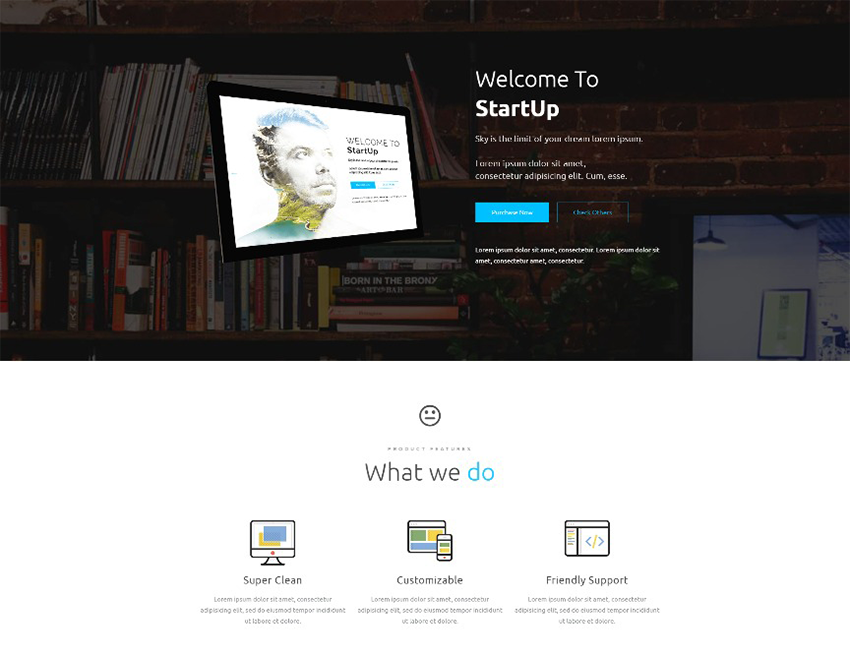 Welcome To
StartUp
Sky is the limit of your dream lorem ipsum.
Lorem ipsum dolor sit amet,
consectetur adipisicing elit. Cum, esse.
Purchase Now
Check Others
Lorem ipsum dolor sit amet, consectetur. Lorem ipsum dolor sit
amet, consectetur amet, consectetur.
WELCOME TO
StartUp
BORN IN THE BRONX
ART OF BAR
PRODUCT FEATURES
What we do
Super Clean
Customizable
Friendly Support
Lorem ipsum dolor sit amet, consectetur
adipisicing elit, sed do eiusmod tempor incididunt
ut labore et dolore.
Lorem ipsum dolor sit amet, consectetur
adipisicing elit, sed do eiusmod tempor incididunt
ut labore et dolore.
Lorem ipsum dolor sit amet, consectetur
adipisicing elit, sed do eiusmod tempor incididunt
ut labore et dolore.